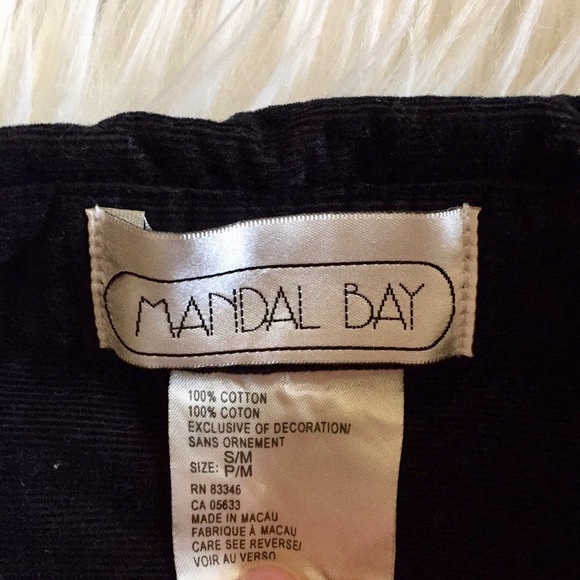 MANDAL BAY
100% COTTON
100% COTON
EXCLUSIVE OF DECORATION/
SANS ORNEMENT
S/M
SIZE: P/M
RN 83346
CA 05633
MADE IN MACAU
FABRIQUÉ À MACAU
CARE SEE REVERSE/
VOIR AU VERSO